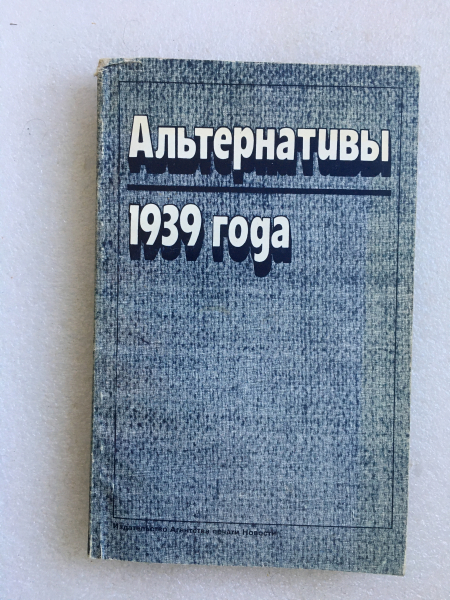 Альтернативы
1939 года
Издательство Агентства печати Новости